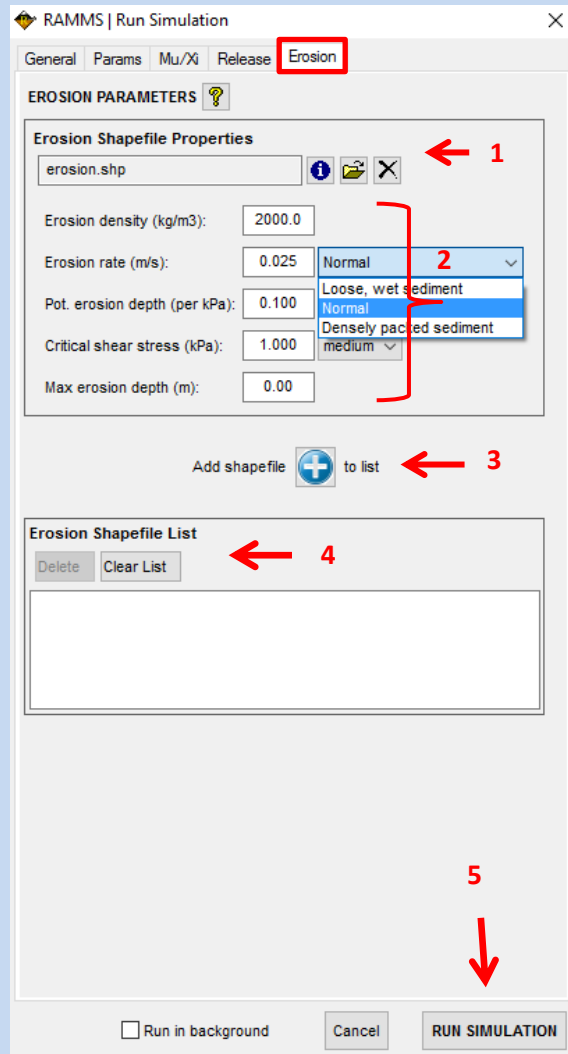 RAMMS | Run Simulation
General Params Mu/Xi Release Erosion
EROSION PARAMETERS ?
Erosion Shapefile Properties
1
erosion.shp
Erosion density (kg/m3): 2000.0
Erosion rate (m/s): 0.025 Normal 2
Loose, wet sediment
Pot. erosion depth (per kPa): 0.100 Normal
Densely packed sediment
Critical shear stress (kPa): 1.000 medium
Max erosion depth (m): 0.00
Add shapefile to list 3
Erosion Shapefile List
4
Delete Clear List
5
Run in background Cancel RUN SIMULATION